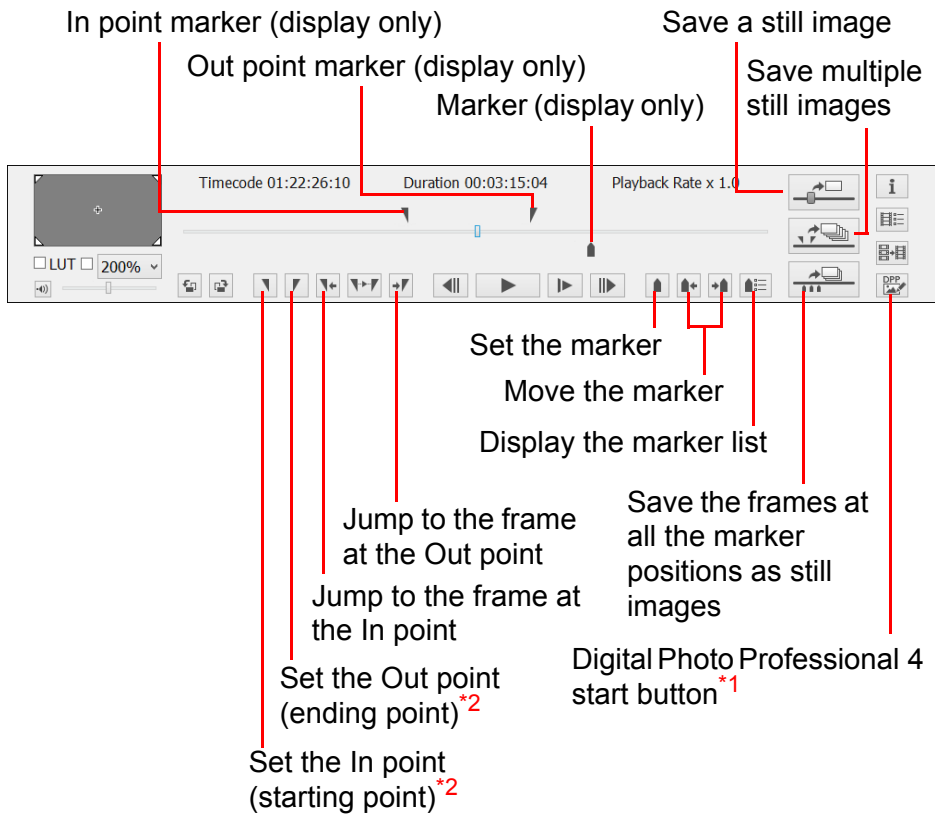 In point marker (display only)
Save a still image
Out point marker (display only)
Save multiple
still images
Marker (display only)
Timecode 01:22:26:10
Duration 00:03:15:04
Playback Rate x 1.0
i
LUT
200%
DPP
Set the marker
Move the marker
Display the marker list
Save the frames at
all the marker
positions as still
images
Jump to the frame
at the Out point
Jump to the frame at
the In point
Digital Photo Professional 4
start button*1
Set the Out point
(ending point)*2
Set the In point
(starting point)*2